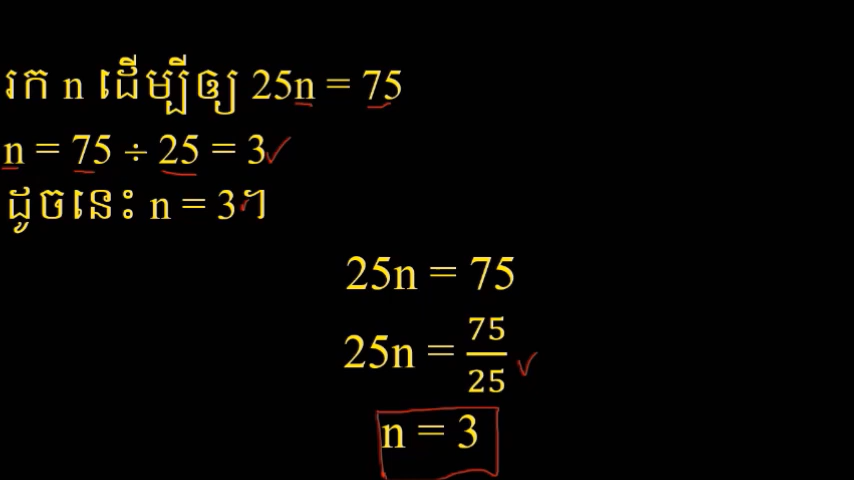 រក n ដើម្បីឲ្យ 25n = 75
n = 75 ÷ 25 = 3
ដូចនេះ n = 3។
25n = 75
25n = 75/25
n = 3